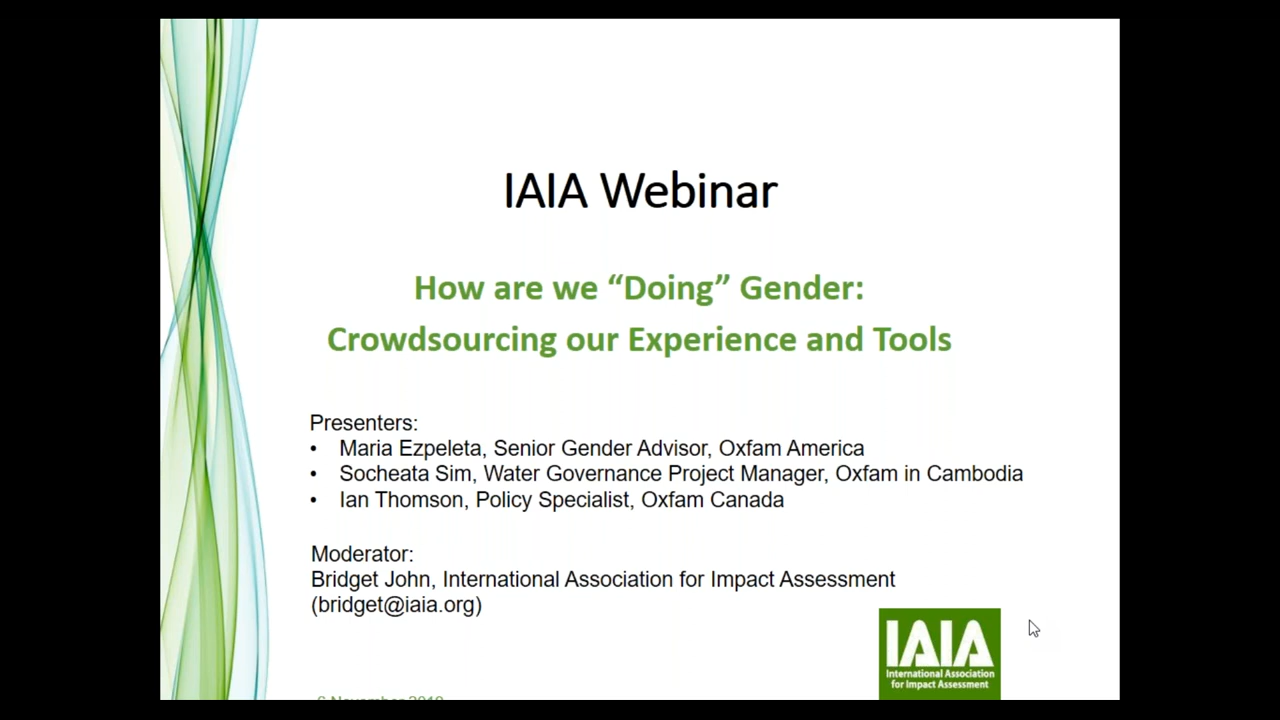 IAIA Webinar
How are we “Doing” Gender:
Crowdsourcing our Experience and Tools
Presenters:
• Maria Ezpeleta, Senior Gender Advisor, Oxfam America
• Socheata Sim, Water Governance Project Manager, Oxfam in Cambodia
• Ian Thomson, Policy Specialist, Oxfam Canada
Moderator:
Bridget John, International Association for Impact Assessment
(bridget@iaia.org)
IAIA
International Association
for Impact Assessment